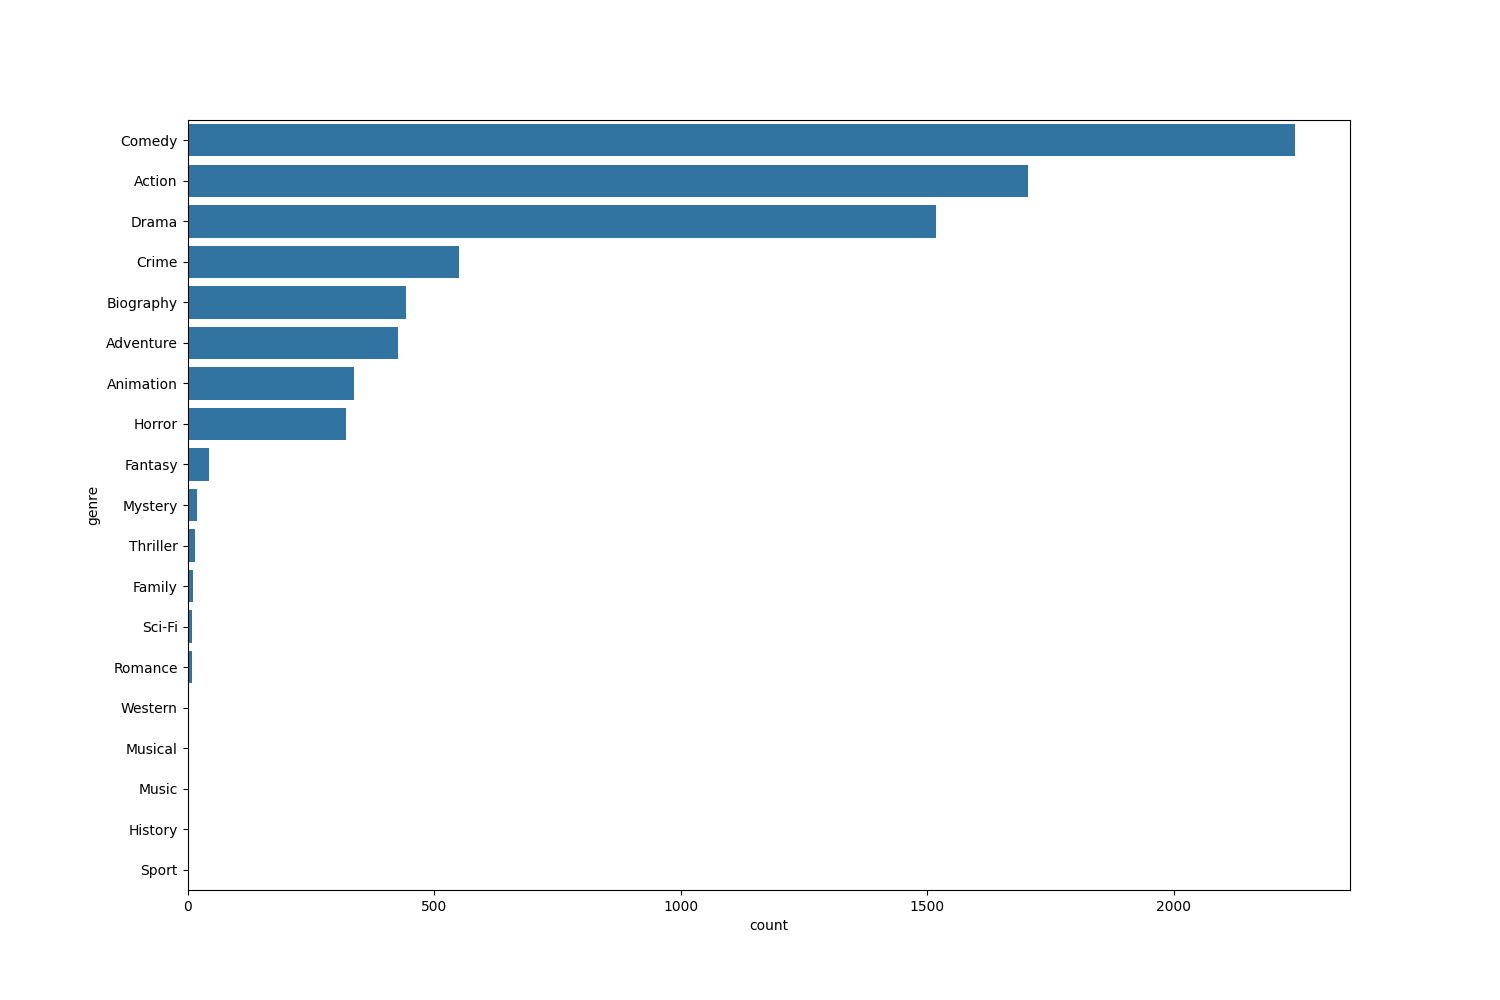 Comedy
Action
Drama
Crime
Biography
Adventure
Animation
Horror
Fantasy
Mystery
Thriller
Family
Sci-Fi
Romance
Western
Musical
Music
History
Sport
genre
0 500 1000 1500 2000
count